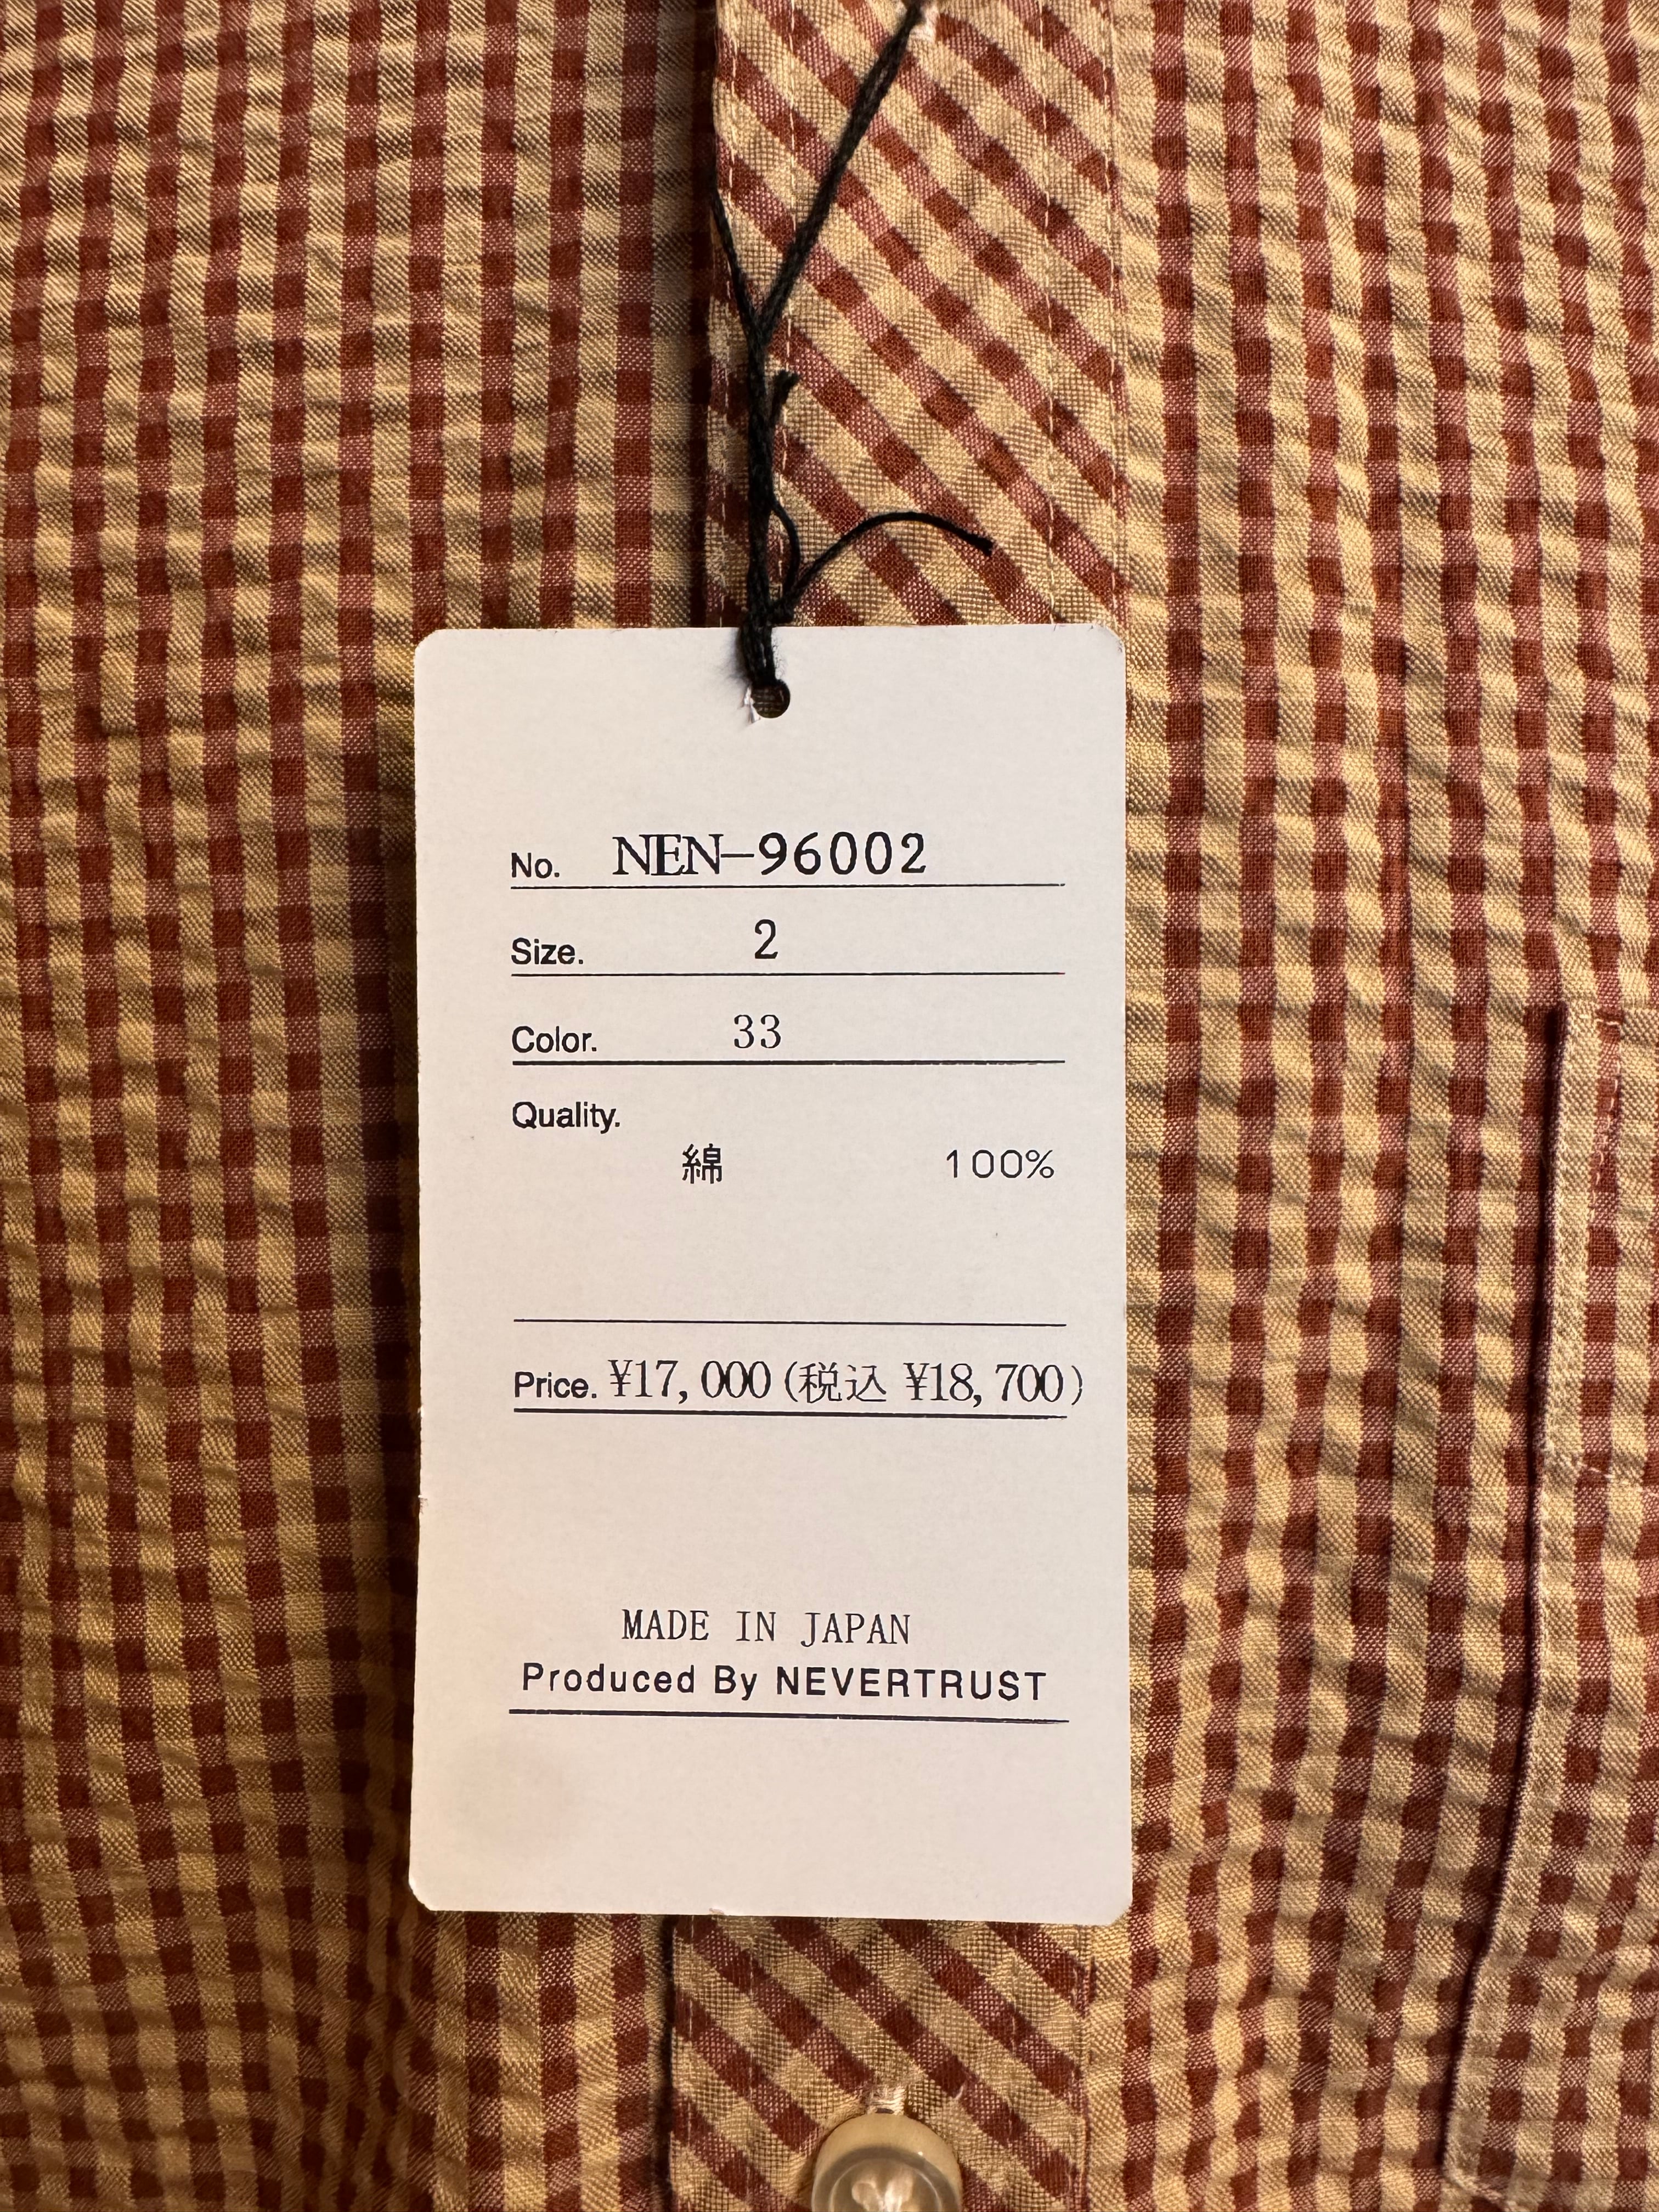 No. NEN-96002
Size. 2
Color. 33
Quality.
綿 100%
Price. ¥17,000(税込 ¥18,700)
MADE IN JAPAN
Produced By NEVERTRUST